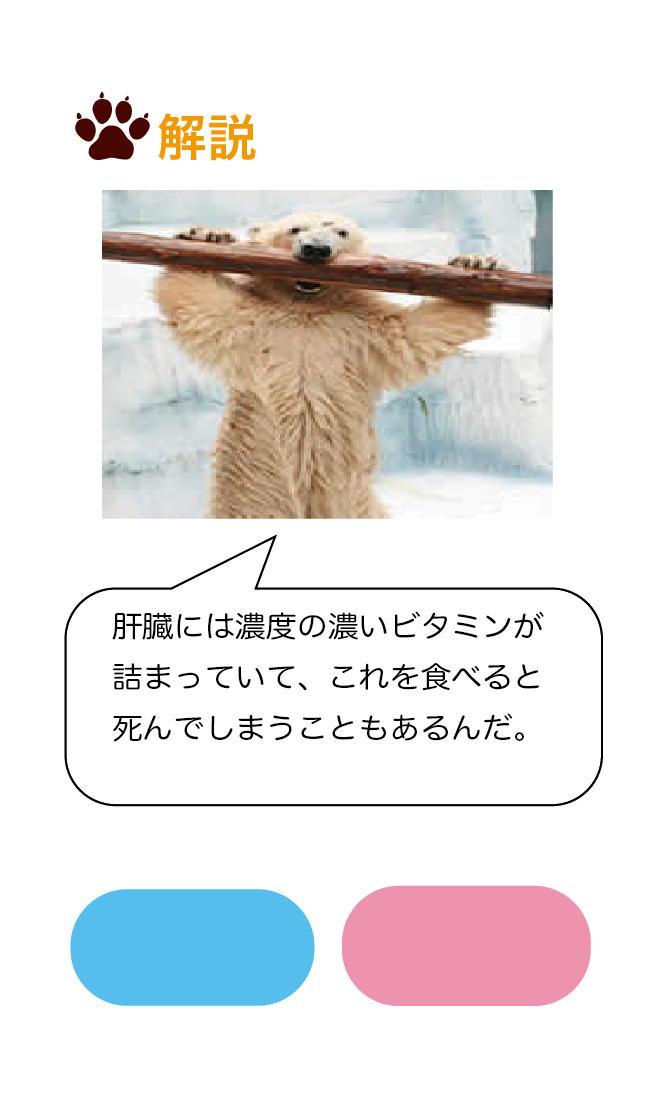 解説
肝臓には濃度の濃いビタミンが
詰まっていて、これを食べると
死んでしまうこともあるんだ。